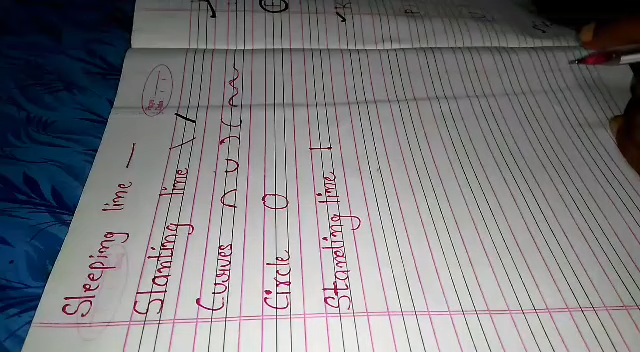 Sleeping line —
Slanting line \ /
Curves
Circle O
Standing line |